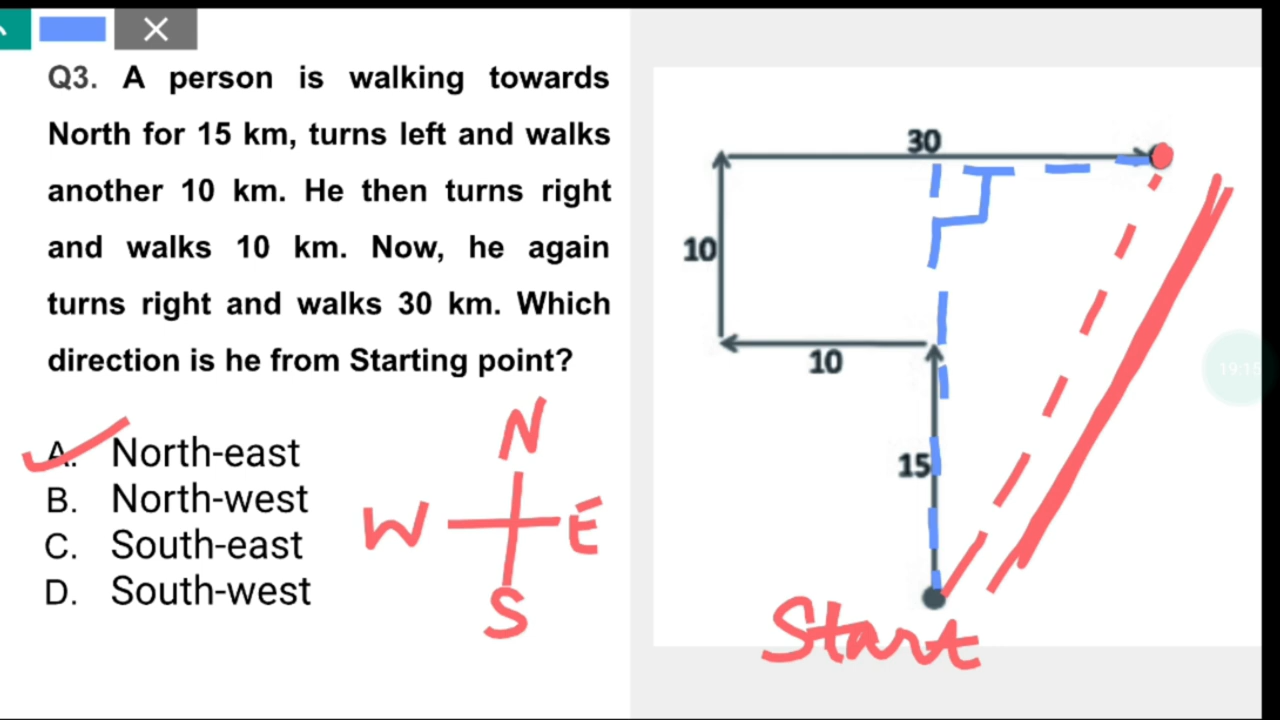 Q3. A person is walking towards
North for 15 km, turns left and walks
another 10 km. He then turns right
and walks 10 km. Now, he again
turns right and walks 30 km. Which
direction is he from Starting point?
A. North-east
B. North-west
C. South-east
D. South-west
N
W E
S
30
10
10
15
Start
19:15